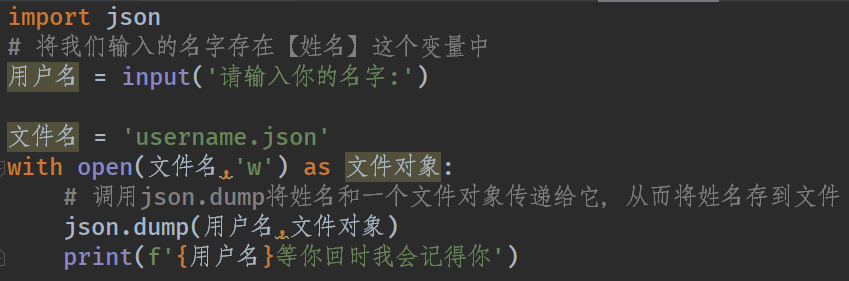 import json
# 将我们输入的名字存在【姓名】这个变量中
用户名 = input('请输入你的名字:')
文件名 = 'username.json'
with open(文件名,'w') as 文件对象:
# 调用json.dump将姓名和一个文件对象传递给它, 从而将姓名存到文件
json.dump(用户名,文件对象)
print(f'{用户名}等你回时我会记得你')